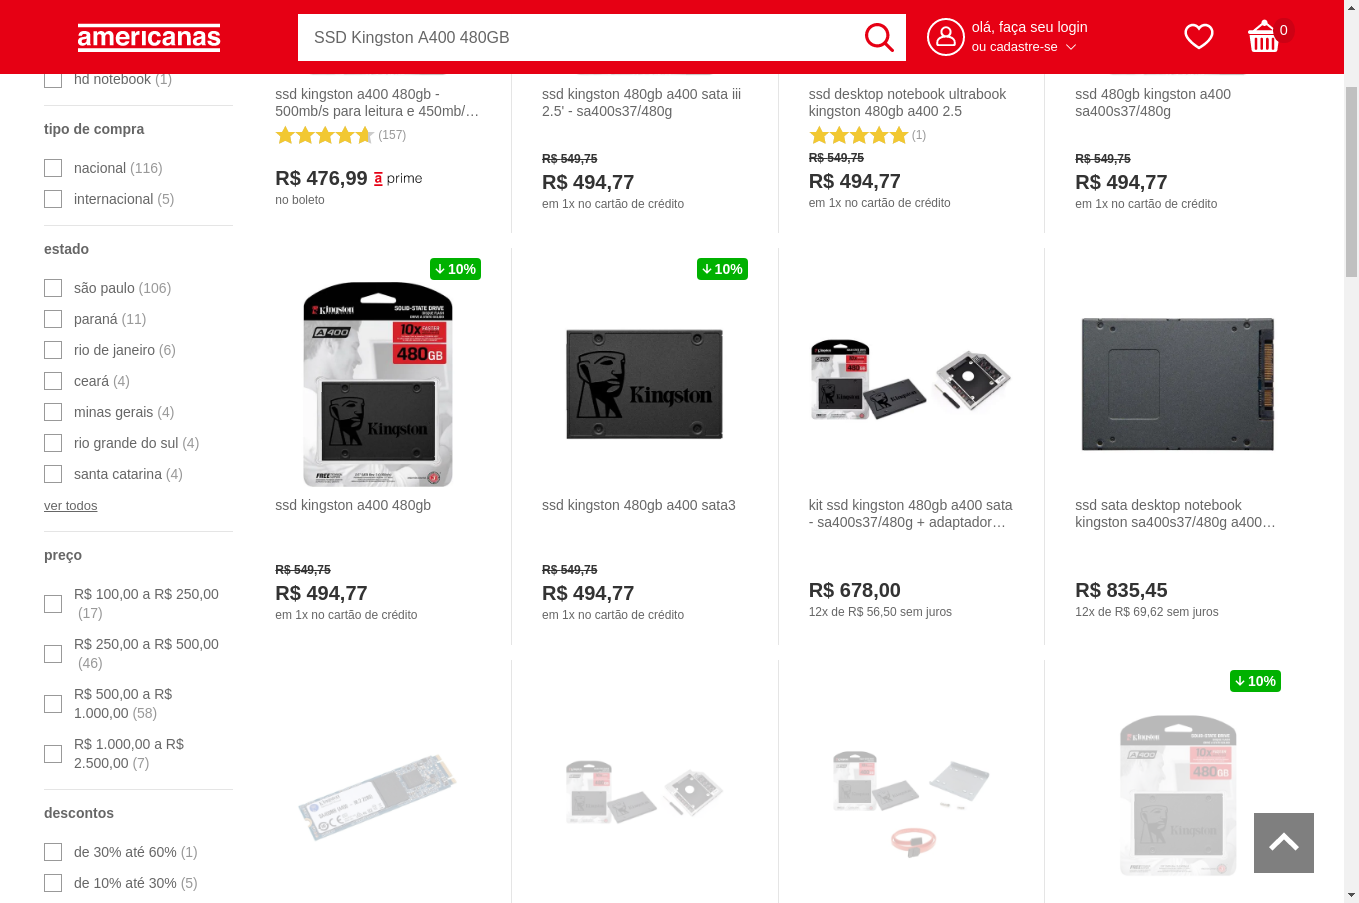 americanas
SSD Kingston A400 480GB
olá, faça seu login
ou cadastre-se
0
hd notebook (1)
tipo de compra
nacional (116)
internacional (5)
estado
são paulo (106)
paraná (11)
rio de janeiro (6)
ceará (4)
minas gerais (4)
rio grande do sul (4)
santa catarina (4)
ver todos
preço
R$ 100,00 a R$ 250,00
(17)
R$ 250,00 a R$ 500,00
(46)
R$ 500,00 a R$
1.000,00 (58)
R$ 1.000,00 a R$
2.500,00 (7)
descontos
de 30% até 60% (1)
de 10% até 30% (5)
ssd kingston a400 480gb -
500mb/s para leitura e 450mb/…
(157)
R$ 476,99 a prime
no boleto
ssd kingston 480gb a400 sata iii
2.5' - sa400s37/480g
R$ 549,75
R$ 494,77
em 1x no cartão de crédito
ssd desktop notebook ultrabook
kingston 480gb a400 2.5
(1)
R$ 549,75
R$ 494,77
em 1x no cartão de crédito
ssd 480gb kingston a400
sa400s37/480g
R$ 549,75
R$ 494,77
em 1x no cartão de crédito
10%
Kingston
SOLID-STATE DRIVE
A400
10x FASTER
480GB
Kingston
FREE
ssd kingston a400 480gb
R$ 549,75
R$ 494,77
em 1x no cartão de crédito
10%
Kingston
ssd kingston 480gb a400 sata3
R$ 549,75
R$ 494,77
em 1x no cartão de crédito
kit ssd kingston 480gb a400 sata
- sa400s37/480g + adaptador…
R$ 678,00
12x de R$ 56,50 sem juros
ssd sata desktop notebook
kingston sa400s37/480g a400…
R$ 835,45
12x de R$ 69,62 sem juros
10%
Kingston
A400
10x
480GB
Kingston